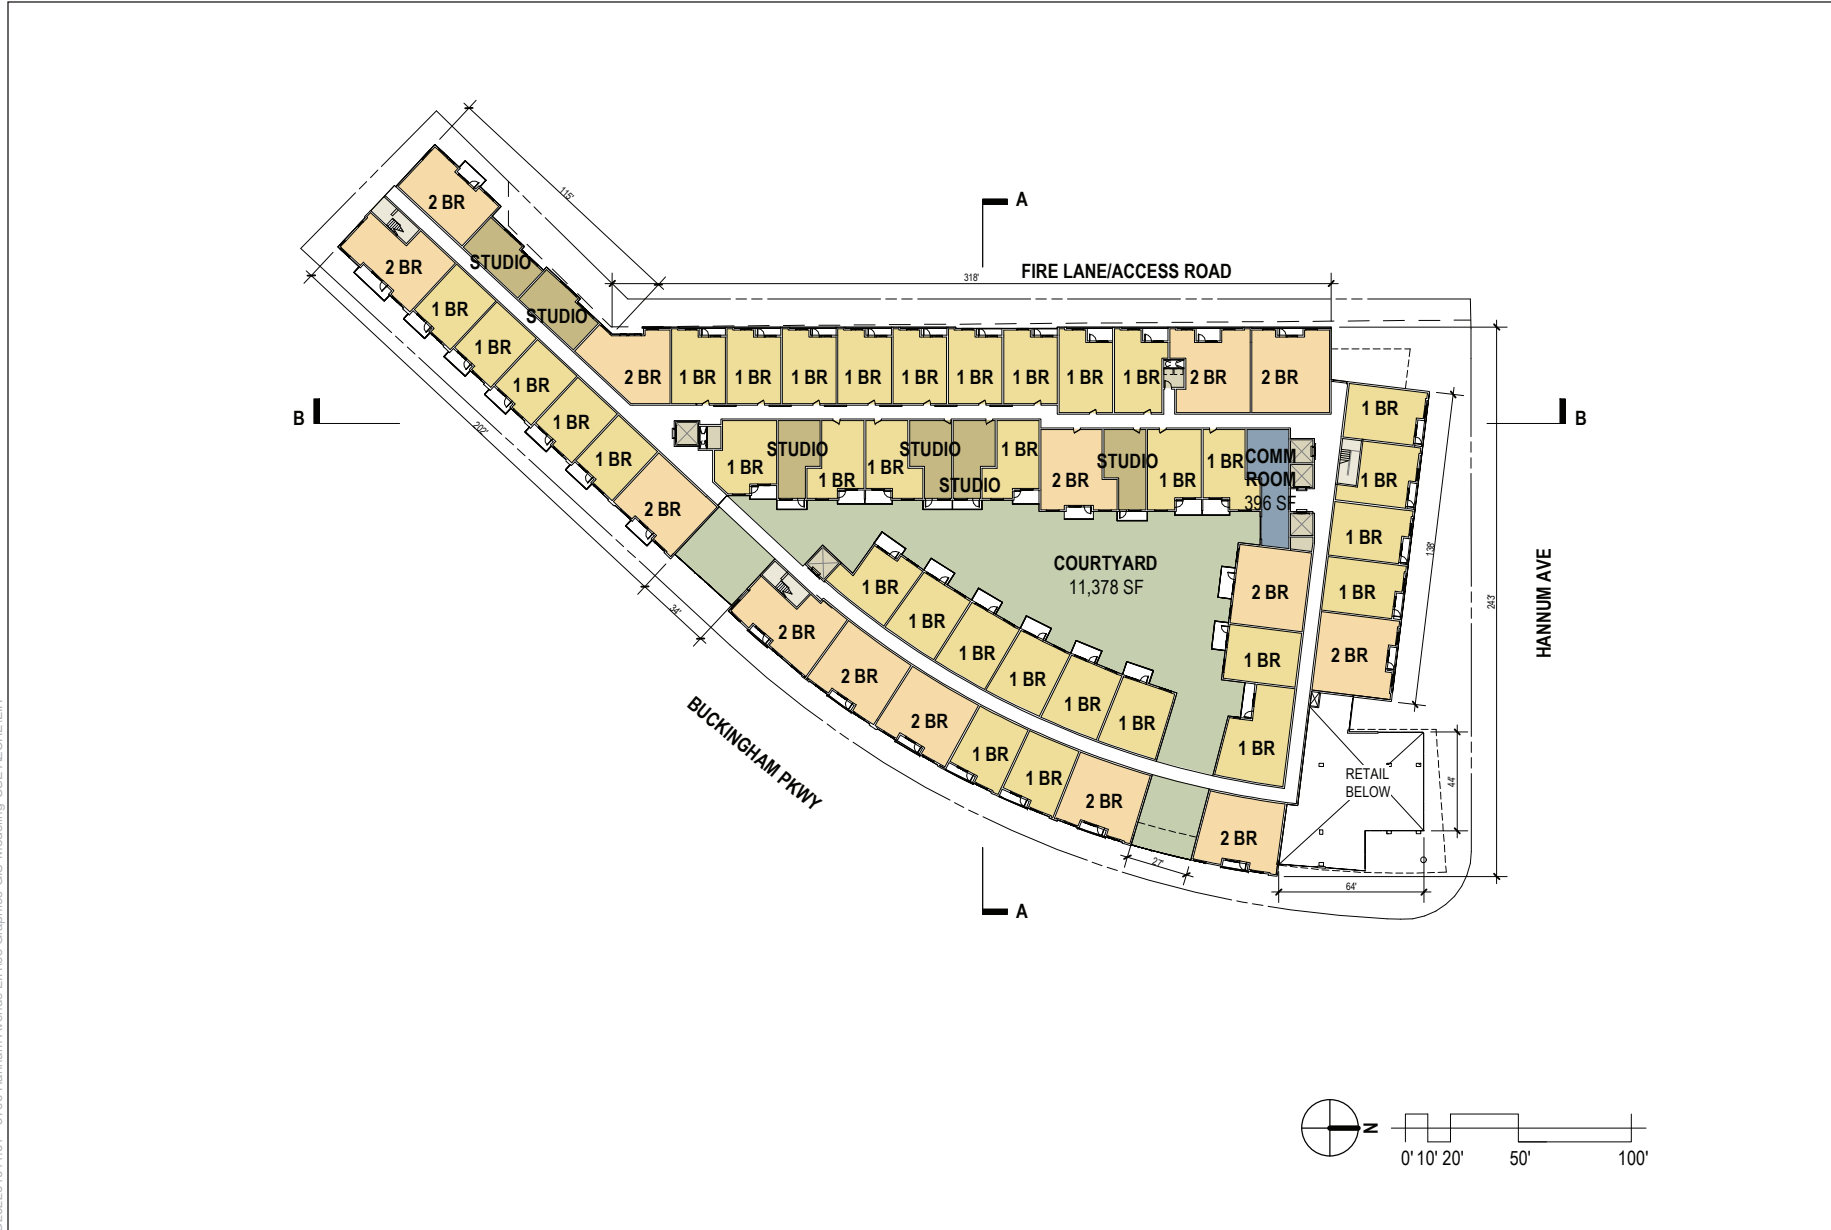 115'
A
318'
FIRE LANE/ACCESS ROAD
2 BR
2 BR
STUDIO
STUDIO
1 BR
1 BR
1 BR
1 BR
1 BR
2 BR
2 BR
1 BR
1 BR
1 BR
1 BR
1 BR
1 BR
1 BR
1 BR
1 BR
2 BR
2 BR
B
B
202'
1 BR
STUDIO
1 BR
1 BR
STUDIO
STUDIO
1 BR
2 BR
STUDIO
1 BR
1 BR
COMM
ROOM
396 SF
1 BR
1 BR
1 BR
1 BR
2 BR
138'
243'
HANNUM AVE
COURTYARD
11,378 SF
34'
1 BR
1 BR
1 BR
1 BR
1 BR
1 BR
2 BR
2 BR
2 BR
1 BR
1 BR
2 BR
2 BR
1 BR
1 BR
2 BR
BUCKINGHAM PKWY
RETAIL
BELOW
44'
27'
64'
A
N
0' 10' 20' 50' 100'